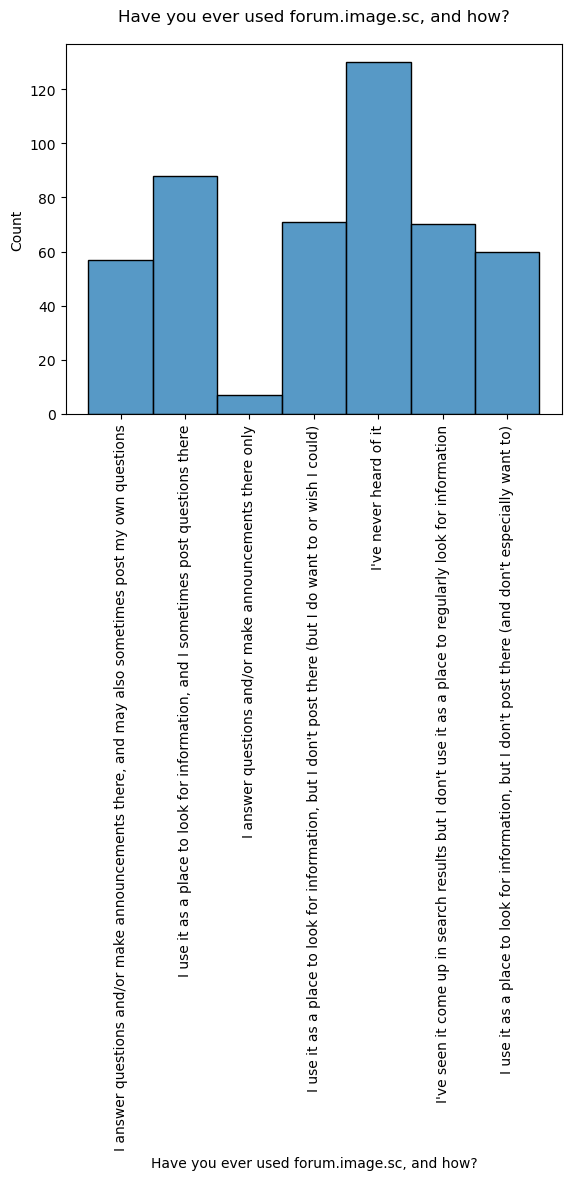 Have you ever used forum.image.sc, and how?
120
100
80
60
40
20
0
Count
I answer questions and/or make announcements there, and may also sometimes post my own questions
I use it as a place to look for information, and I sometimes post questions there
I answer questions and/or make announcements there only
I use it as a place to look for information, but I don't post there (but I do want to or wish I could)
I've never heard of it
I've seen it come up in search results but I don't use it as a place to regularly look for information
I use it as a place to look for information, but I don't post there (and don't especially want to)
Have you ever used forum.image.sc, and how?